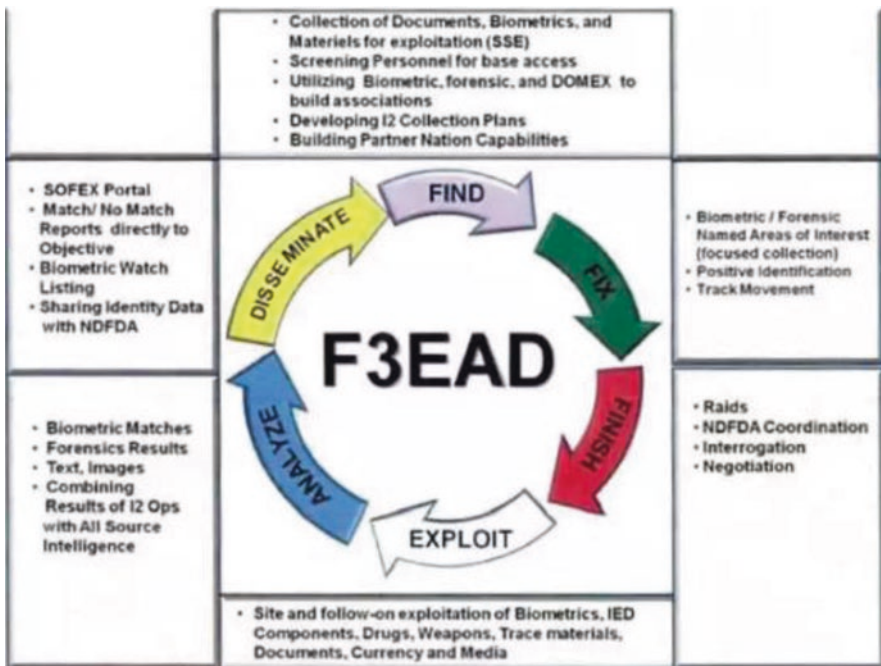 • Collection of Documents, Biometrics, and
Materiels for exploitation (SSE)
• Screening Personnel for base access
• Utilizing Biometric, forensic, and DOMEX to
build associations
• Developing I2 Collection Plans
• Building Partner Nation Capabilities
• SOFEX Portal
• Match/ No Match
Reports directly to
Objective
• Biometric Watch
Listing
• Sharing Identity Data
with NDFDA
FIND
DISSEMINATE
FIX
• Biometric / Forensic
Named Areas of Interest
(focused collection)
• Positive Identification
• Track Movement
F3EAD
• Biometric Matches
• Forensics Results
• Text, Images
• Combining
Results of I2 Ops
with All Source
Intelligence
ANALYZE
FINISH
EXPLOIT
• Raids
• NDFDA Coordination
• Interrogation
• Negotiation
• Site and follow-on exploitation of Biometrics, IED
Components, Drugs, Weapons, Trace materials,
Documents, Currency and Media